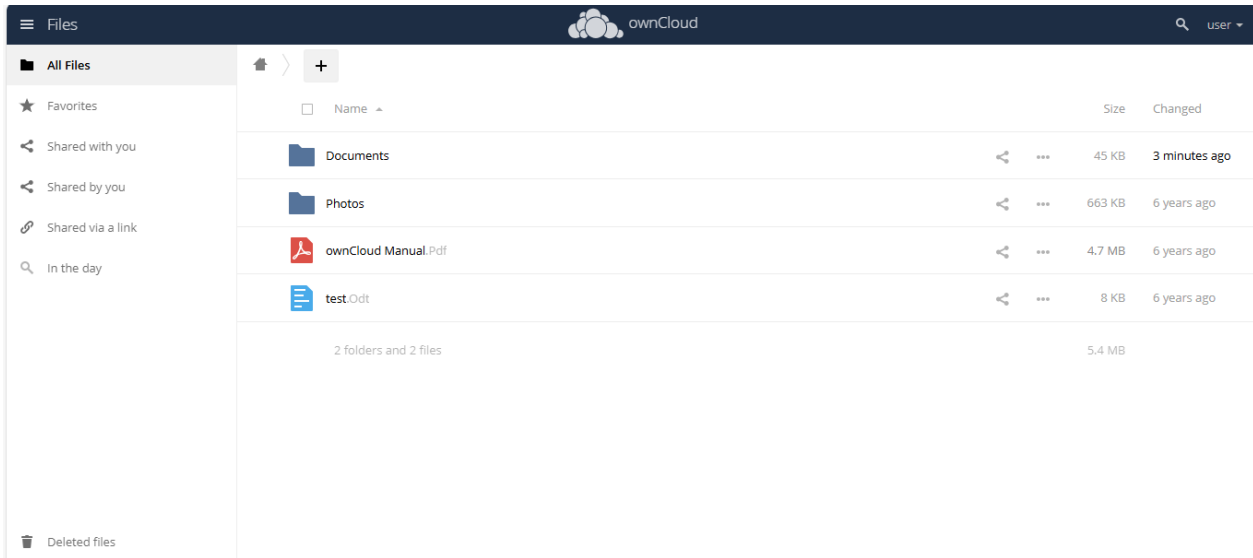 Files
ownCloud
user
All Files
Favorites
Shared with you
Shared by you
Shared via a link
In the day
Deleted files
+
Name Size Changed
Documents 45 KB 3 minutes ago
Photos 663 KB 6 years ago
ownCloud Manual.Pdf 4.7 MB 6 years ago
test.Odt 8 KB 6 years ago
2 folders and 2 files 5.4 MB